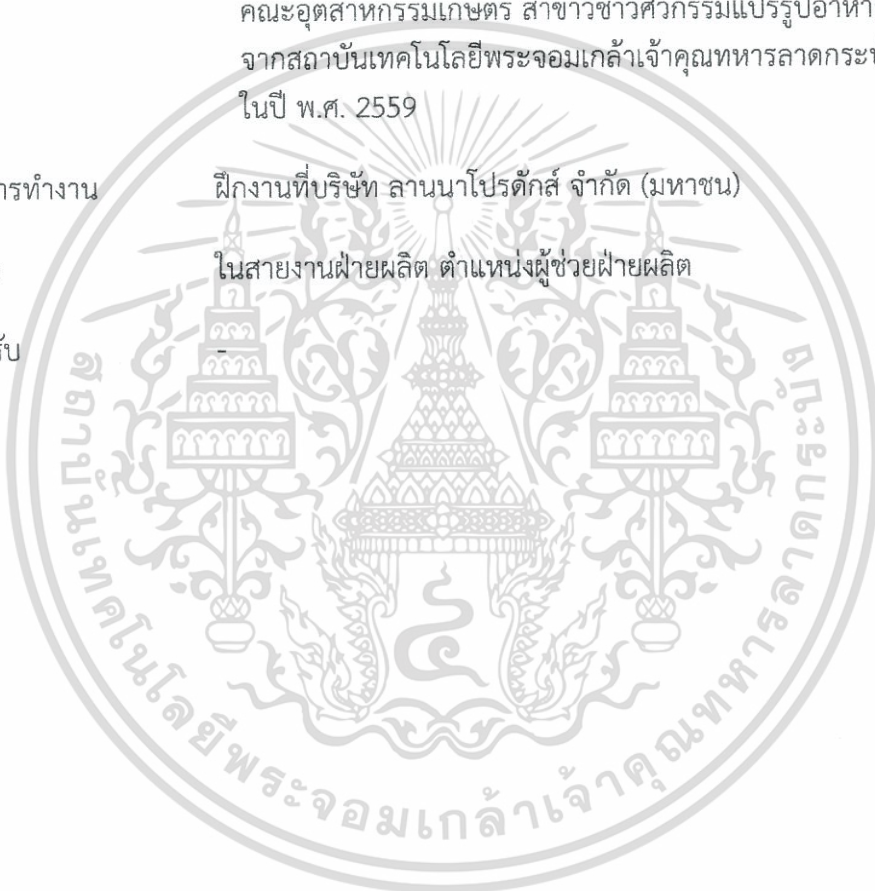 คณะอุตสาหกรรมเกษตร สาขาวิชาวิศวกรรมแปรรูปอาหาร
จากสถาบันเทคโนโลยีพระจอมเกล้าเจ้าคุณทหารลาดกระบ
ในปี พ.ศ. 2559
ารทำงาน ฝึกงานที่บริษัท ลานนาโปรดักส์ จำกัด (มหาชน)
ในสายงานฝ่ายผลิต ตำแหน่งผู้ช่วยฝ่ายผลิต
รับ -
สถาบันเทคโนโลยีพระจอมเกล้าเจ้าคุณทหารลาดกระบัง
๔